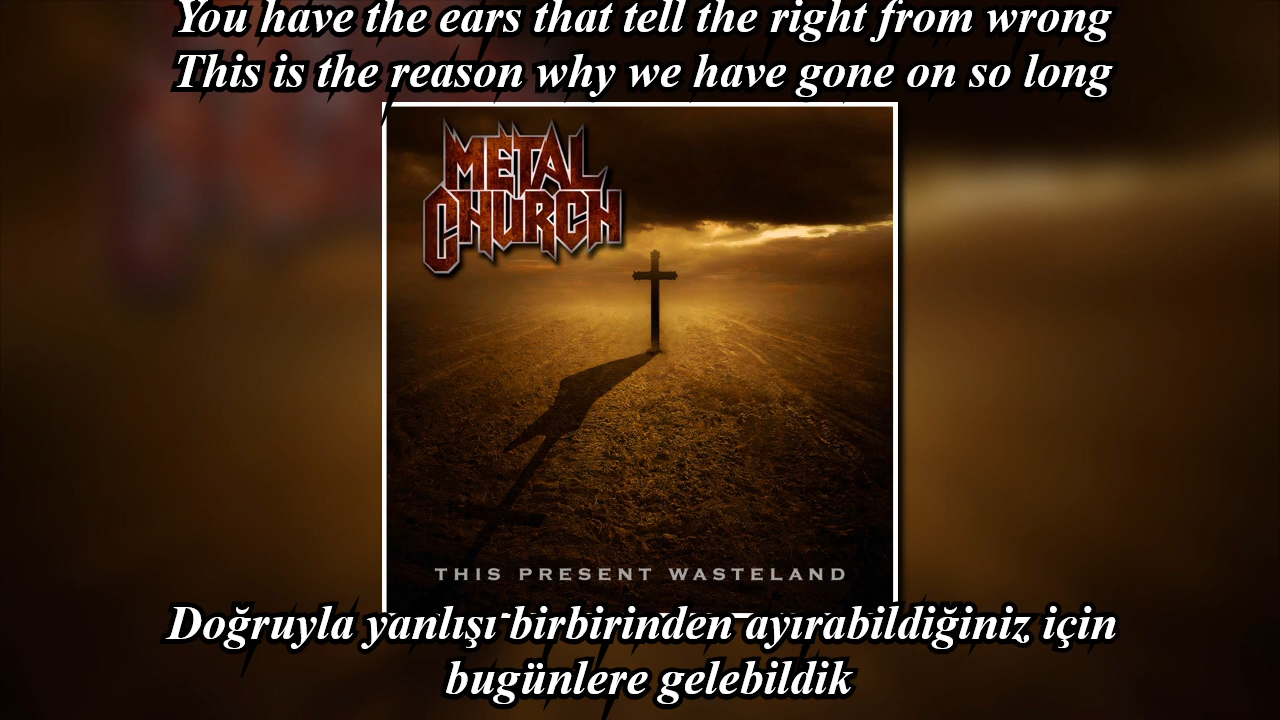 You have the ears that tell the right from wrong
This is the reason why we have gone on so long
METAL
CHURCH
THIS PRESENT WASTELAND
Doğruyla yanlışı birbirinden ayırabildiğiniz için
bugünlere gelebildik